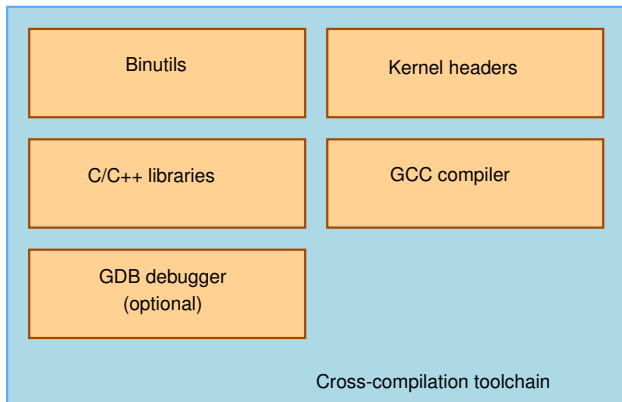 Binutils
Kernel headers
C/C++ libraries
GCC compiler
GDB debugger
(optional)
Cross-compilation toolchain